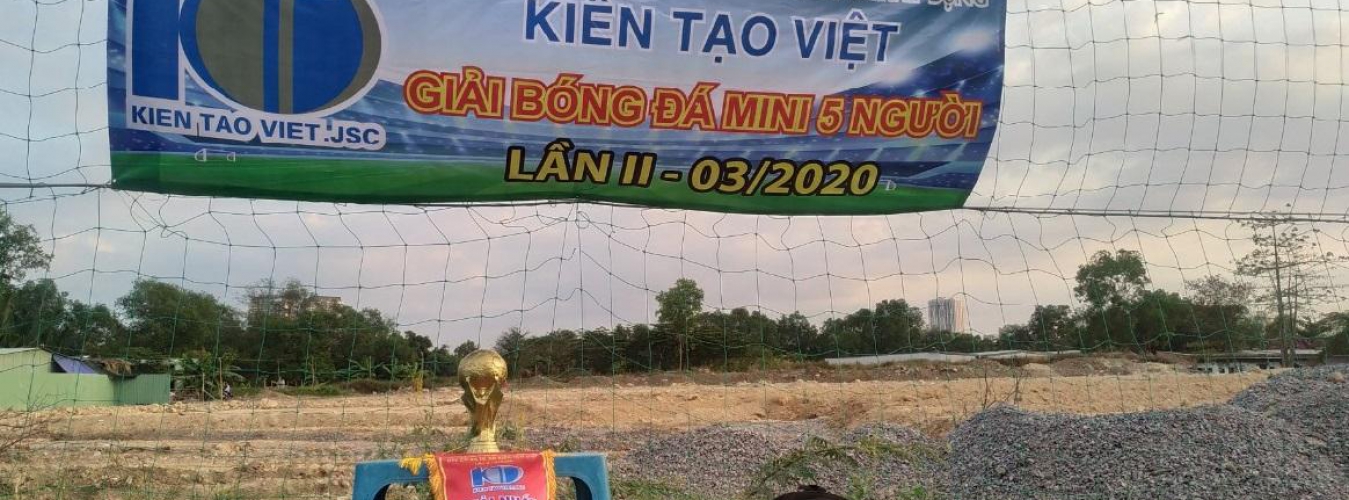 KIẾN TẠO VIỆT
GIẢI BÓNG ĐÁ MINI 5 NGƯỜI
LẦN II - 03/2020
KIEN TAO VIET.JSC